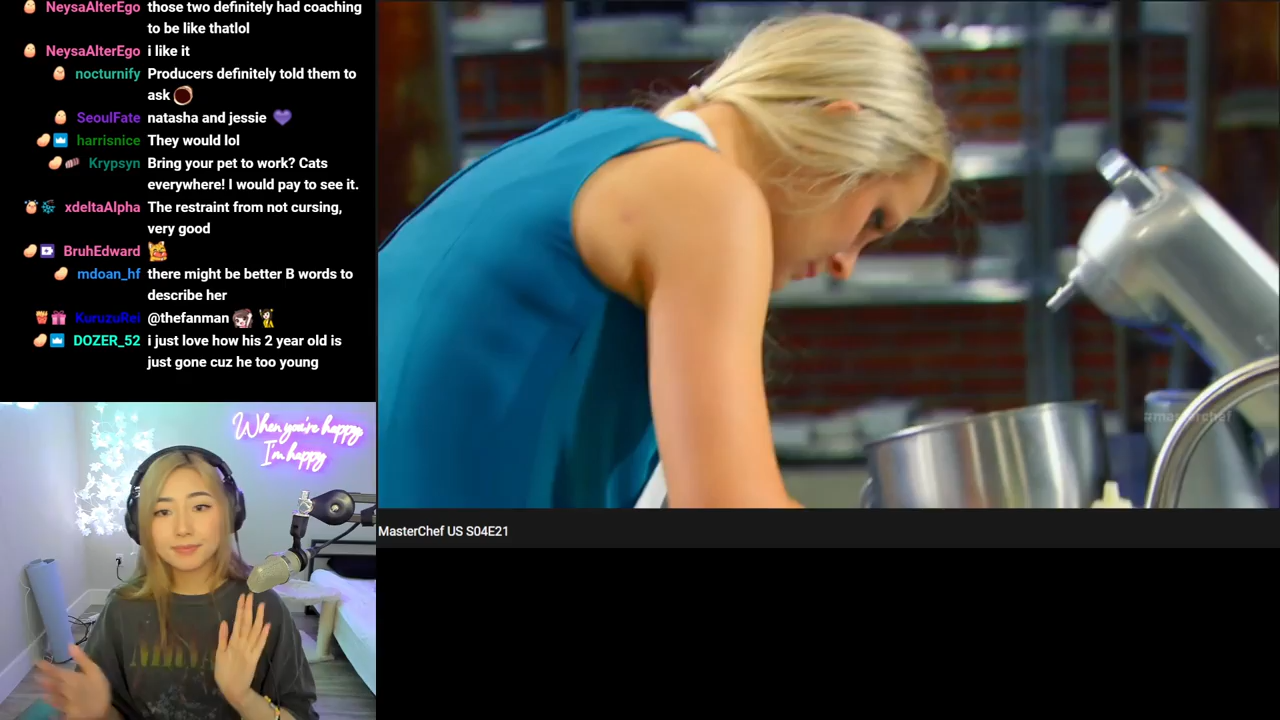 NeysaAlterEgo those two definitely had coaching
to be like thatlol
NeysaAlterEgo i like it
nocturnify Producers definitely told them to
ask
SeoulFate natasha and jessie
harrisnice They would lol
Krypsyn Bring your pet to work? Cats
everywhere! I would pay to see it.
xdeltaAlpha The restraint from not cursing,
very good
BruhEdward
mdoan_hf there might be better B words to
describe her
KuruzuRei @thefanman
DOZER_52 i just love how his 2 year old is
just gone cuz he too young
When you're happy
I'm happy
#masterchef
MasterChef US S04E21